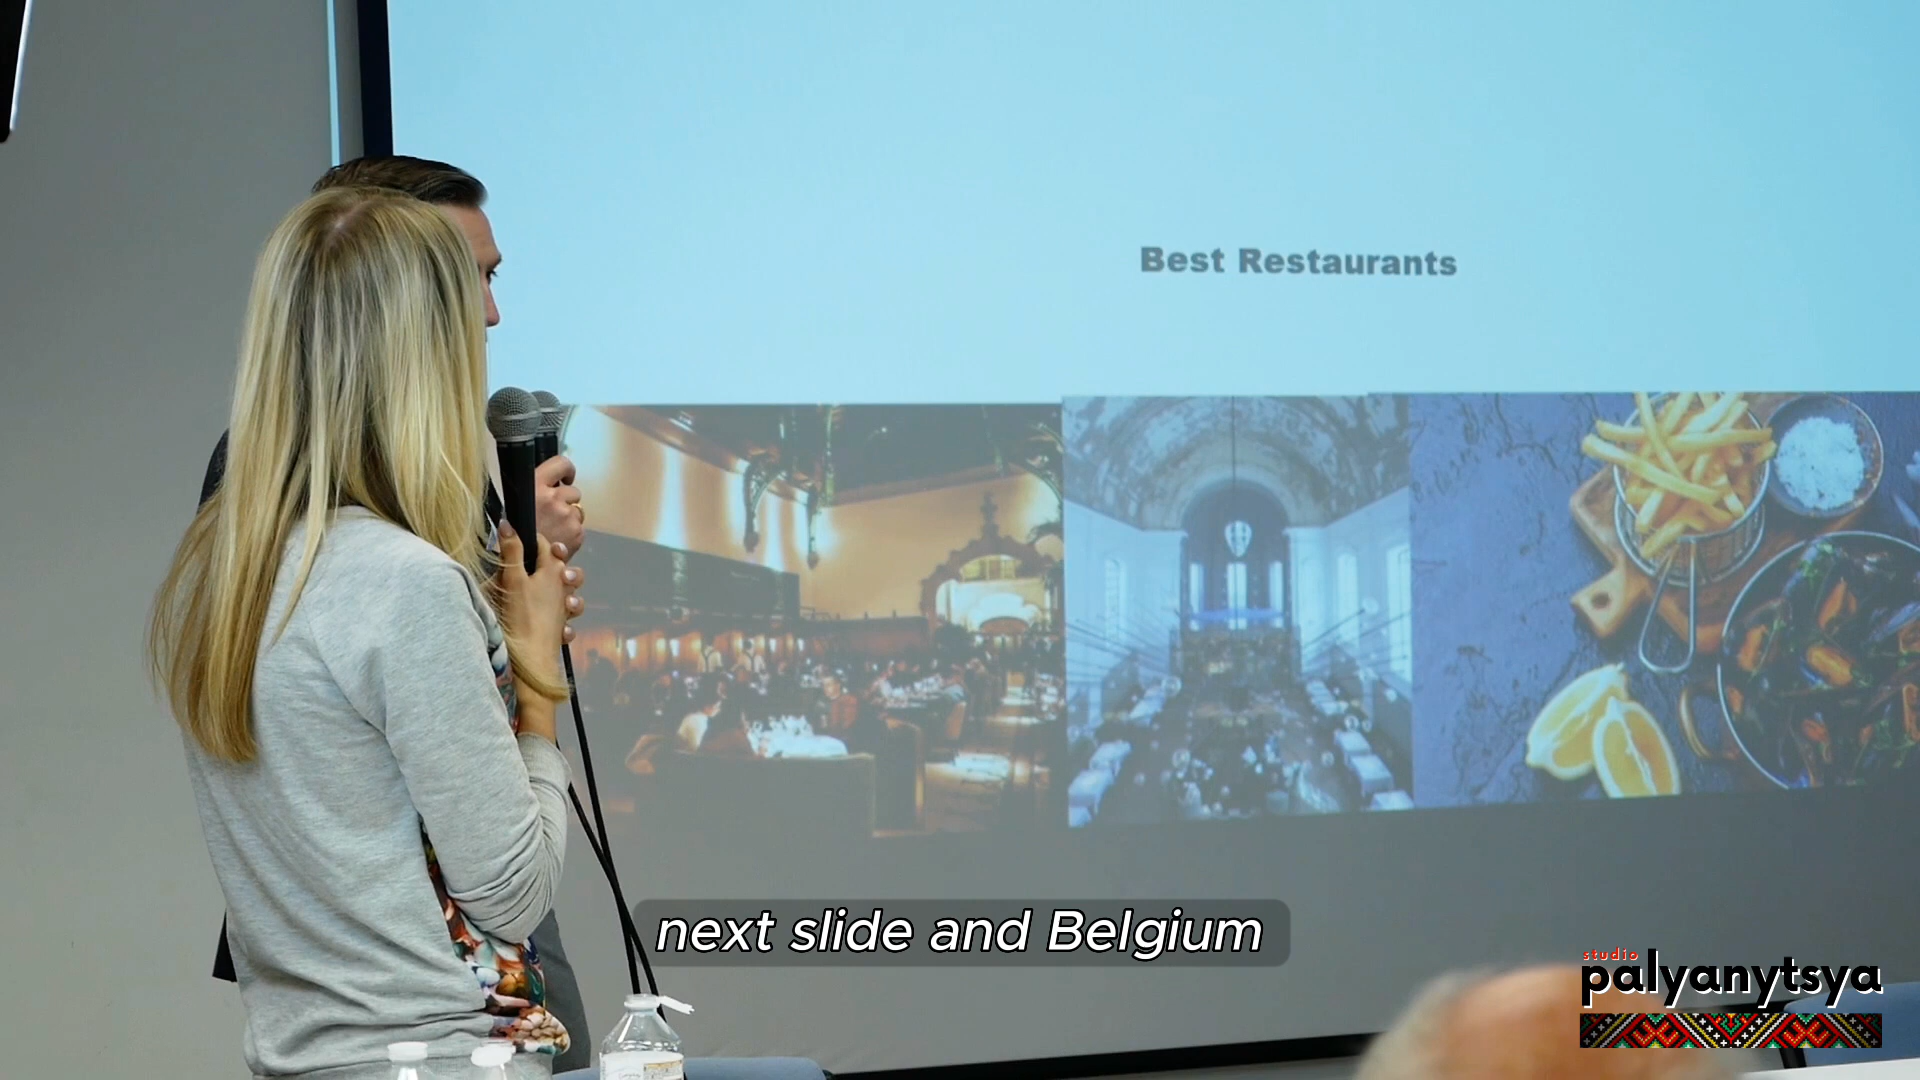 Best Restaurants
next slide and Belgium
studio
palyanytsya